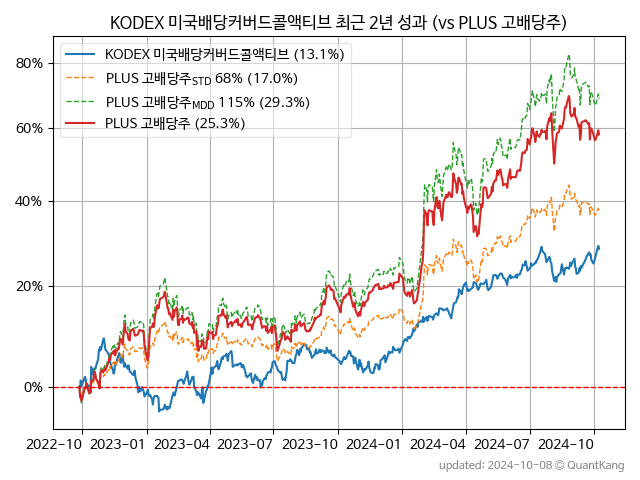 KODEX 미국배당커버드콜액티브 최근 2년 성과 (vs PLUS 고배당주)
KODEX 미국배당커버드콜액티브 (13.1%)
PLUS 고배당주STD 68% (17.0%)
PLUS 고배당주MDD 115% (29.3%)
PLUS 고배당주 (25.3%)
80%
60%
40%
20%
0%
2022-10 2023-01 2023-04 2023-07 2023-10 2024-01 2024-04 2024-07 2024-10
updated: 2024-10-08 © QuantKang